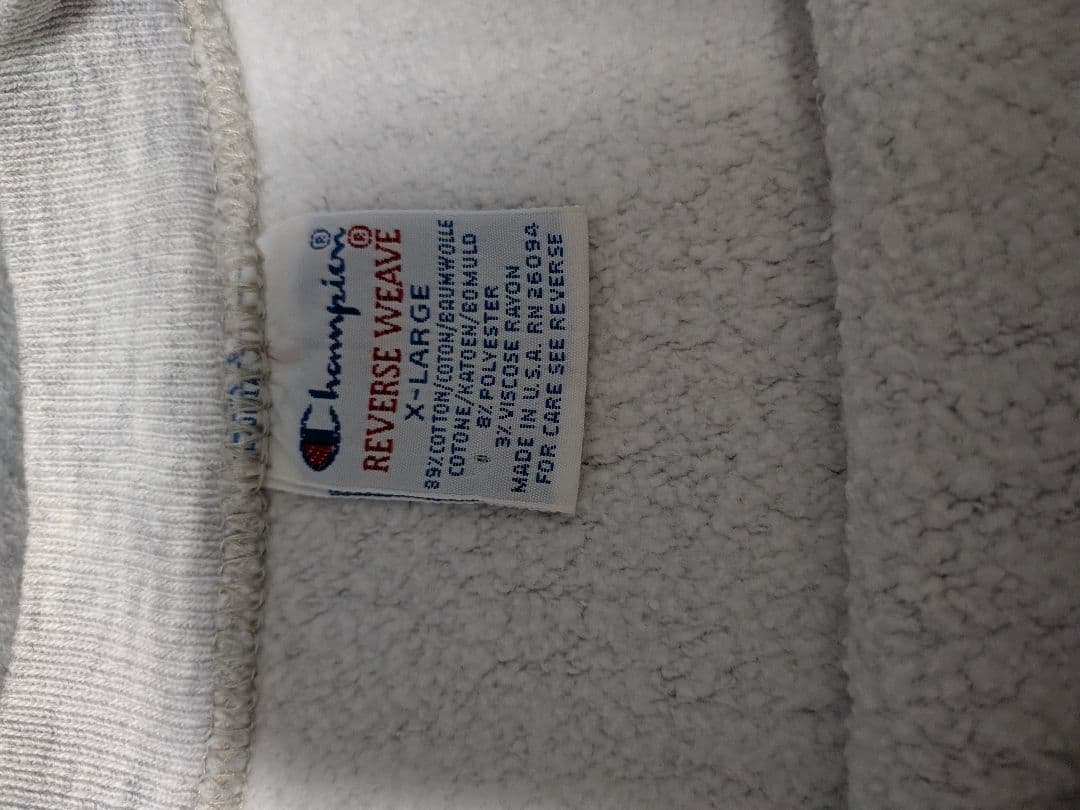 Champion®
REVERSE WEAVE®
X-LARGE
89% COTTON/COTON/BAUMWOLLE
COTONE/KATOEN/BOMULD
8% POLYESTER
3% VISCOSE RAYON
MADE IN U.S.A. RN 26094
FOR CARE SEE REVERSE